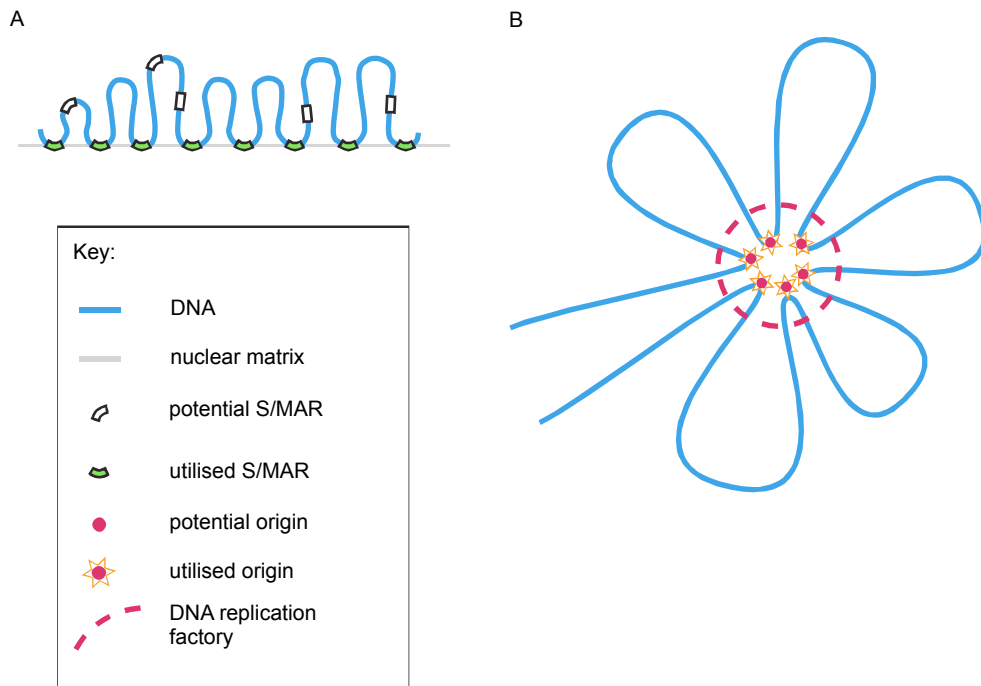 A
B
Key:
DNA
nuclear matrix
potential S/MAR
utilised S/MAR
potential origin
utilised origin
DNA replication
factory